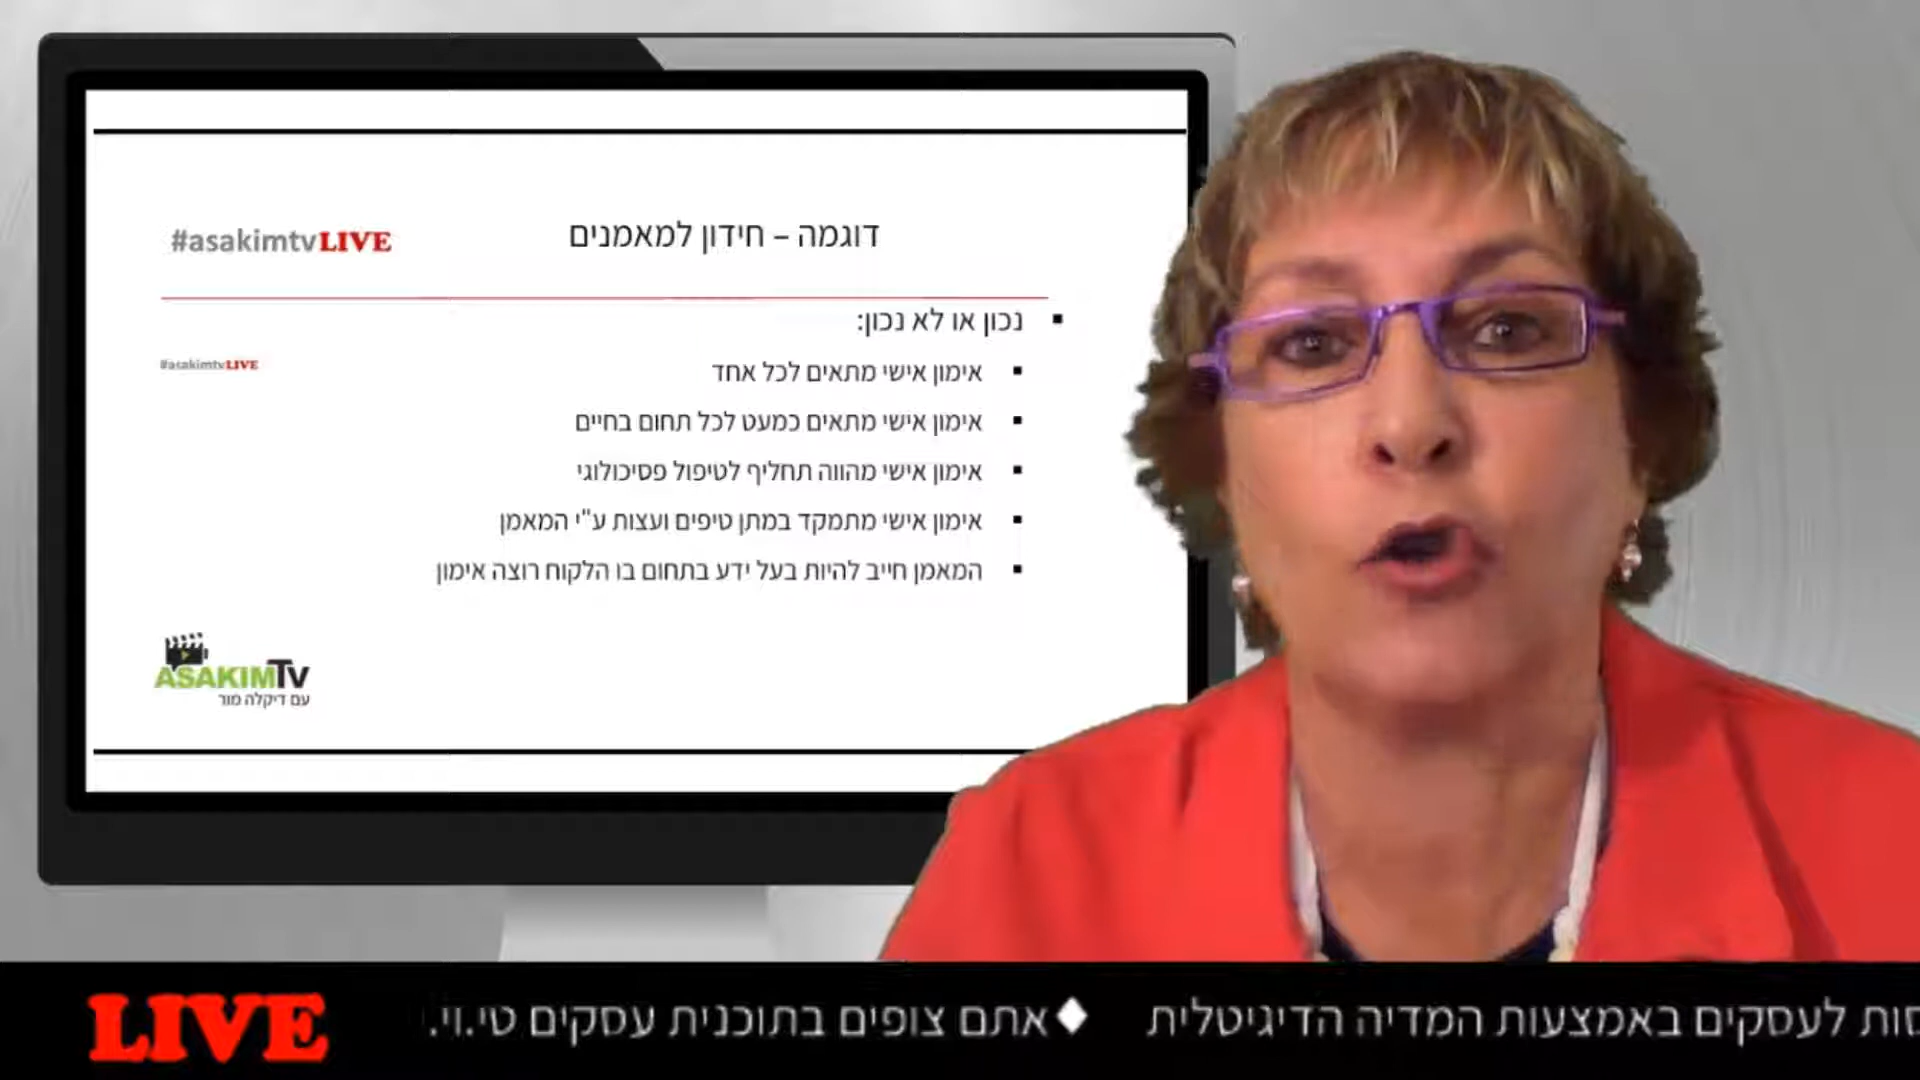 דוגמה – חידון למאמנים
#asakimtvLIVE
נכון או לא נכון:
#asakimtvLIVE
אימון אישי מתאים לכל אחד
אימון אישי מתאים כמעט לכל תחום בחיים
אימון אישי מהווה תחליף לטיפול פסיכולוגי
אימון אישי מתמקד במתן טיפים ועצות ע"י המאמן
המאמן חייב להיות בעל ידע בתחום בו הלקוח רוצה אימון
ASAKIMTV
עם דיקלה מור
לעסקים באמצעות המדיה הדיגיטלית ♦ אתם צופים בתוכנית עסקים טי.וי.
LIVE